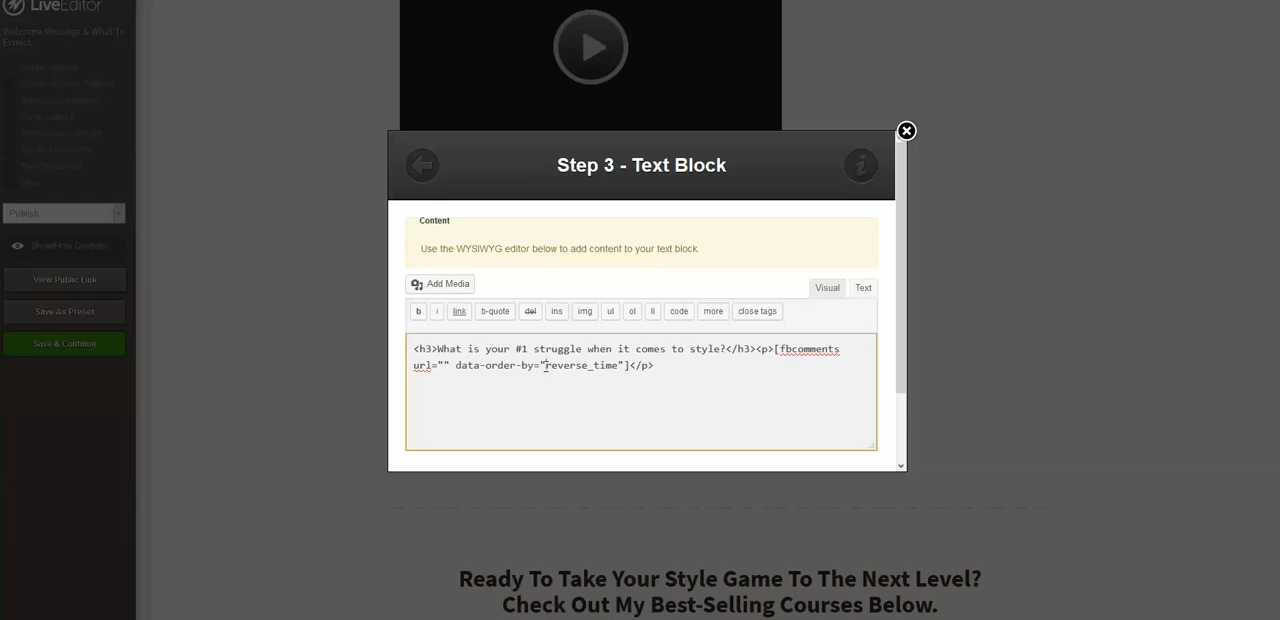 LiveEditor
Welcome Message & What To
Expect
Publish
Show/Hide Controls
View Public Link
Save As Preset
Save & Continue
Step 3 - Text Block
Content
Use the WYSIWYG editor below to add content to your text block.
Add Media
Visual
Text
b
i
link
b-quote
del
ins
img
ul
ol
li
code
more
close tags
<h3>What is your #1 struggle when it comes to style?</h3><p>[fbcomments
url="" data-order-by="reverse_time"]</p>
Ready To Take Your Style Game To The Next Level?
Check Out My Best-Selling Courses Below.